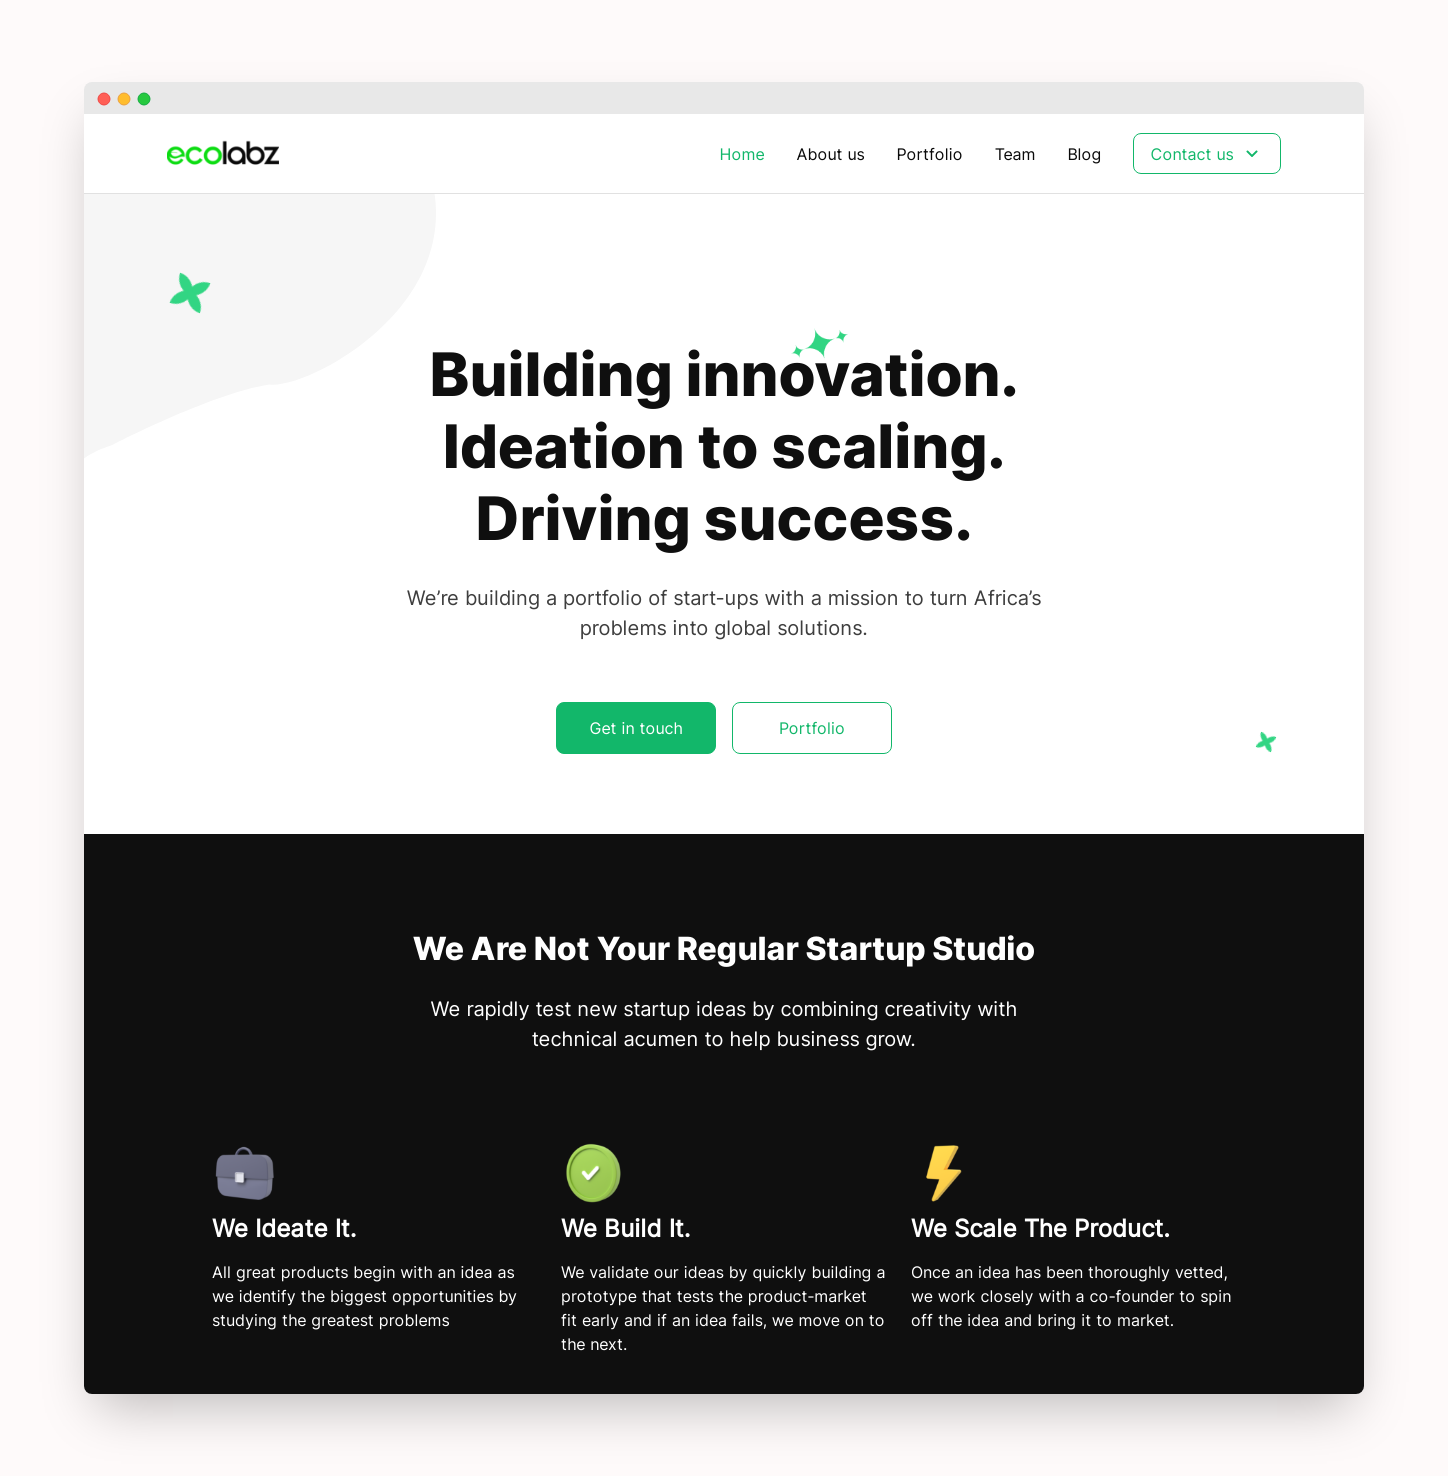 ecolabz
Home About us Portfolio Team Blog Contact us
Building innovation.
Ideation to scaling.
Driving success.
We’re building a portfolio of start-ups with a mission to turn Africa’s
problems into global solutions.
Get in touch Portfolio
We Are Not Your Regular Startup Studio
We rapidly test new startup ideas by combining creativity with
technical acumen to help business grow.
We Ideate It.
All great products begin with an idea as
we identify the biggest opportunities by
studying the greatest problems
We Build It.
We validate our ideas by quickly building a
prototype that tests the product-market
fit early and if an idea fails, we move on to
the next.
We Scale The Product.
Once an idea has been thoroughly vetted,
we work closely with a co-founder to spin
off the idea and bring it to market.